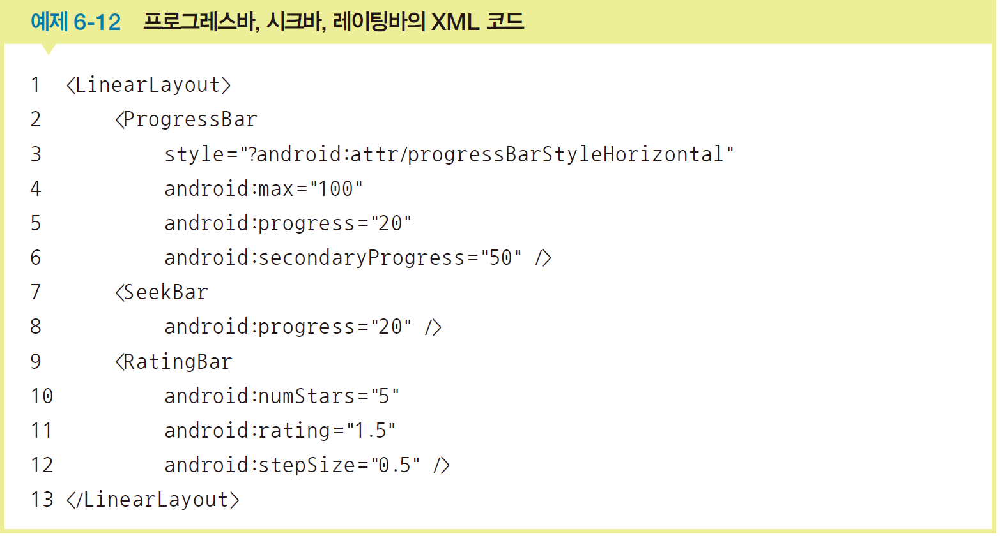 예제 6-12 프로그레스바, 시크바, 레이팅바의 XML 코드
1 <LinearLayout>
2 <ProgressBar
3 style="?android:attr/progressBarStyleHorizontal"
4 android:max="100"
5 android:progress="20"
6 android:secondaryProgress="50" />
7 <SeekBar
8 android:progress="20" />
9 <RatingBar
10 android:numStars="5"
11 android:rating="1.5"
12 android:stepSize="0.5" />
13 </LinearLayout>